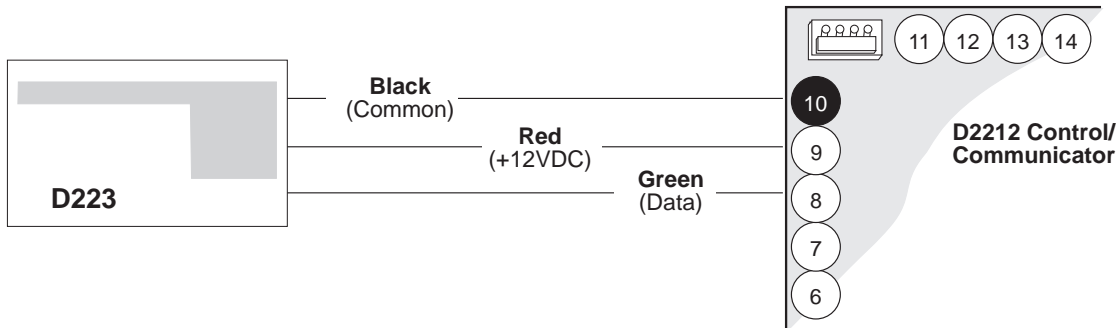 11 12 13 14
Black
(Common)
10
Red
(+12VDC)
D2212 Control/
Communicator
9
Green
(Data)
D223
8
7
6